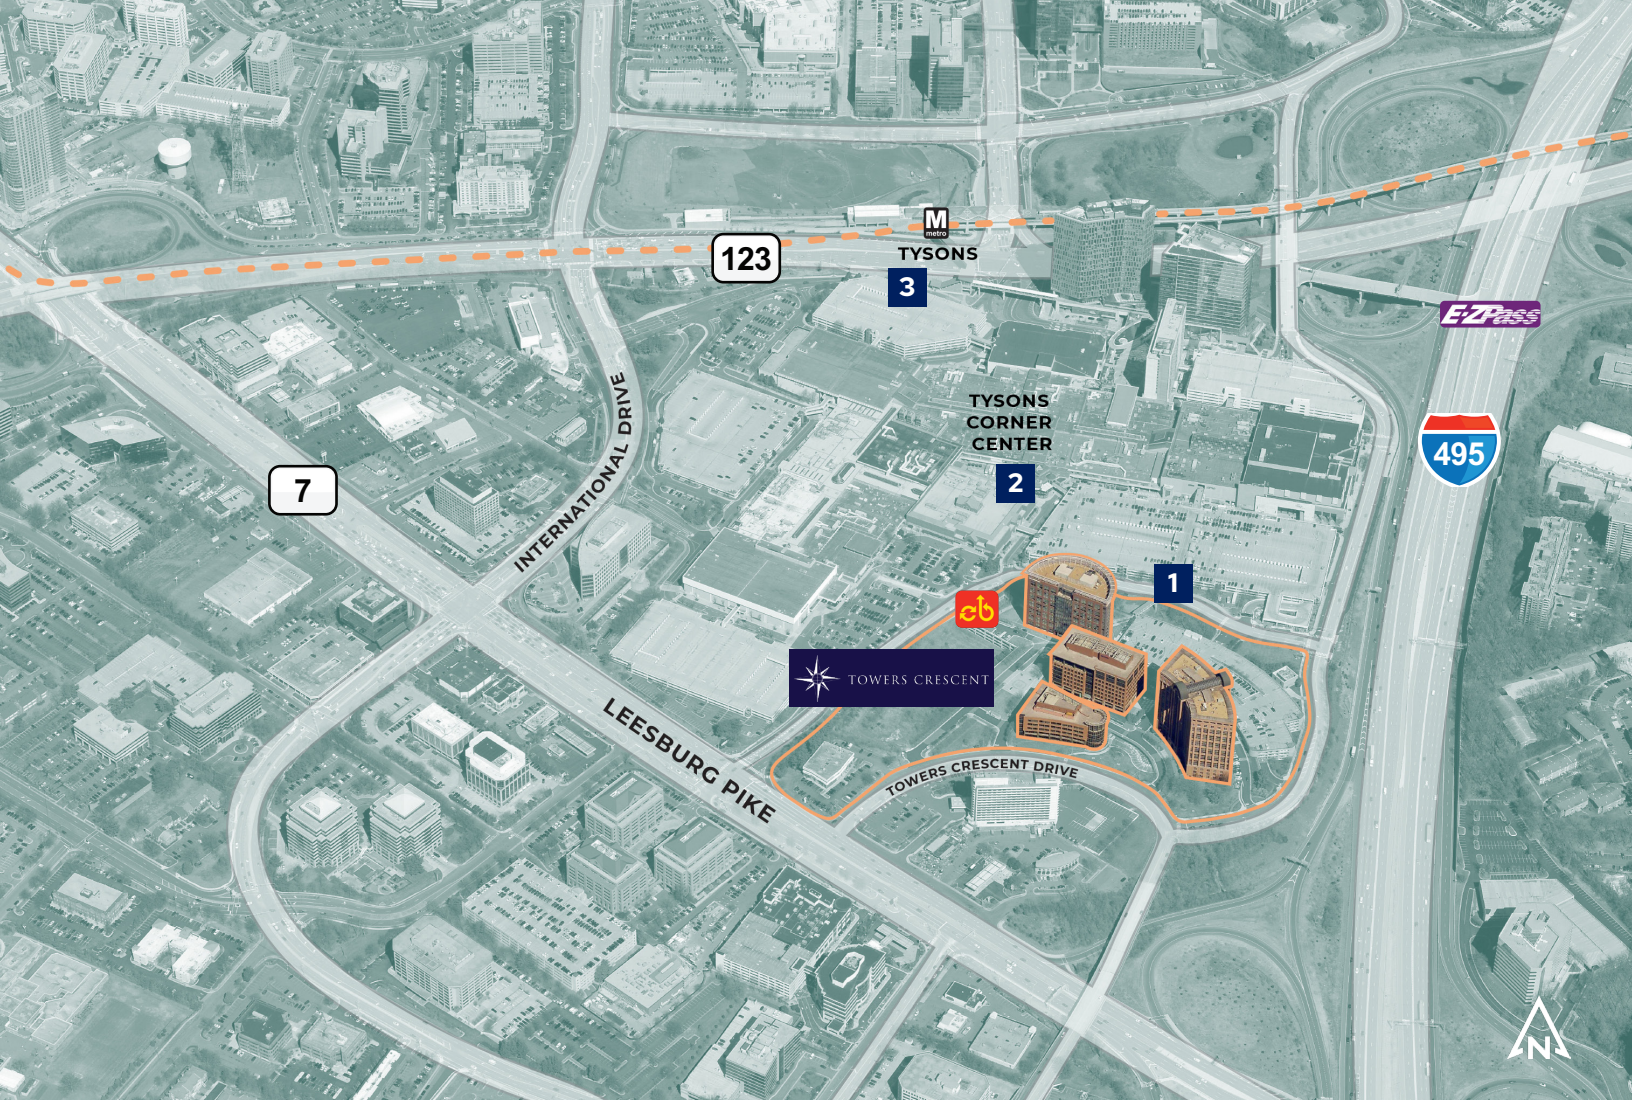 M
metro
TYSONS
123
3
E-ZPass
INTERNATIONAL DRIVE
TYSONS
CORNER
CENTER
495
2
7
1
cb
TOWERS CRESCENT
LEESBURG PIKE
TOWERS CRESCENT DRIVE
N